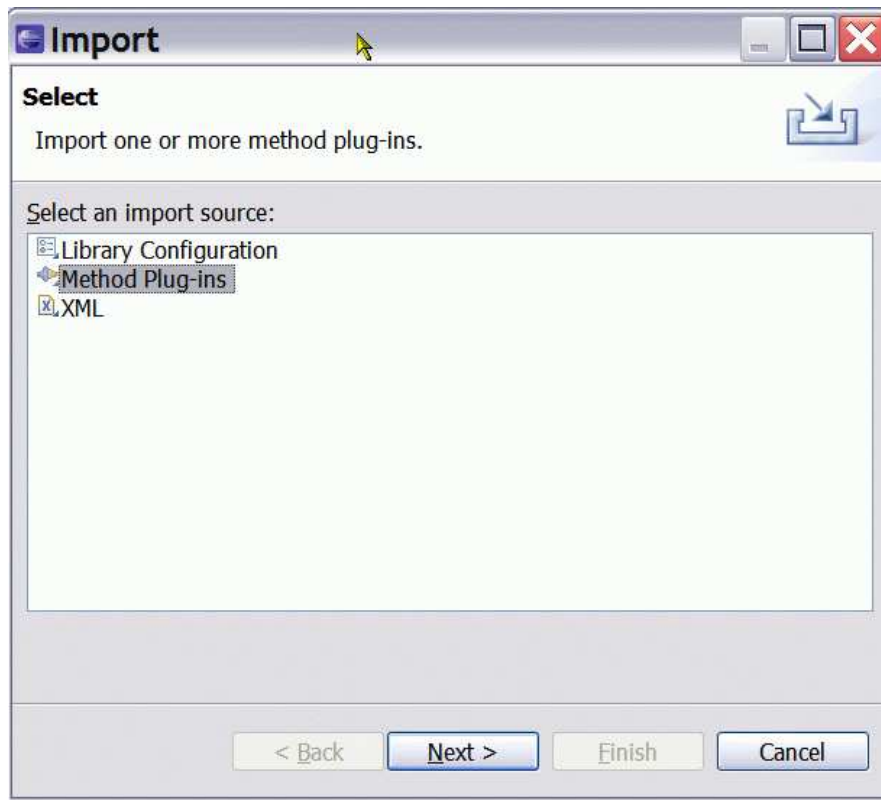 Import
Select
Import one or more method plug-ins.
Select an import source:
Library Configuration
Method Plug-ins
XML
< Back Next > Finish Cancel